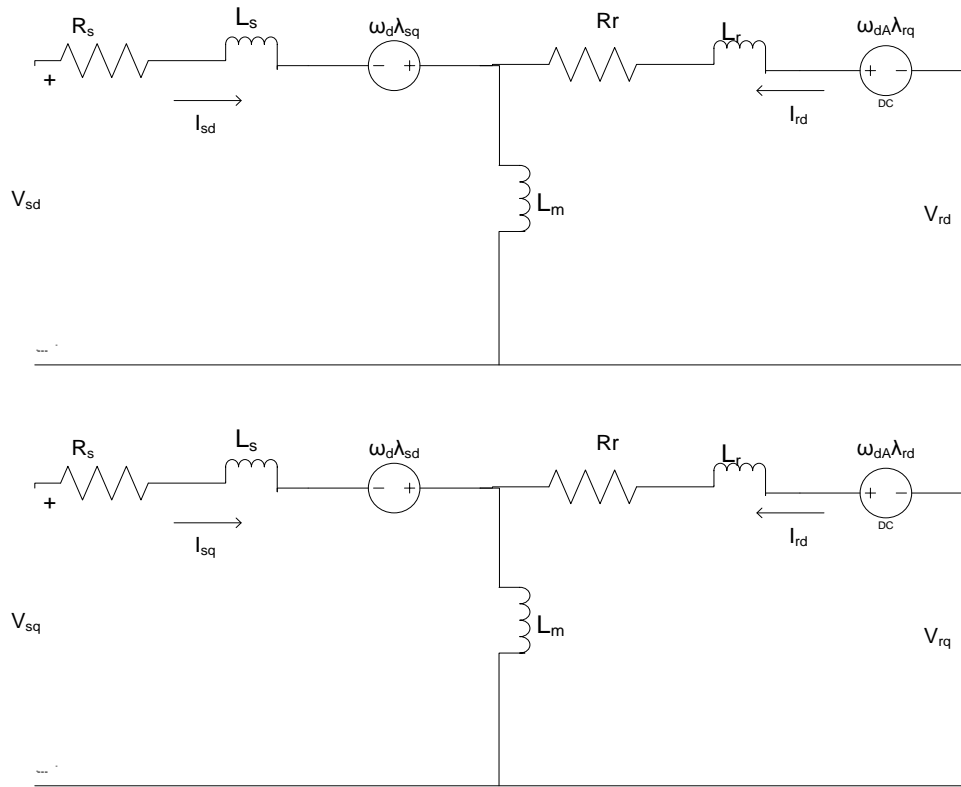 Rs Ls ωdλsq Rr Lr ωdAλrq
+ − + + −
DC
Isd Ird
Vsd Lm Vrd
Rs Ls ωdλsd Rr Lr ωdAλrd
+ − + + −
DC
Isq Ird
Vsq Lm Vrq